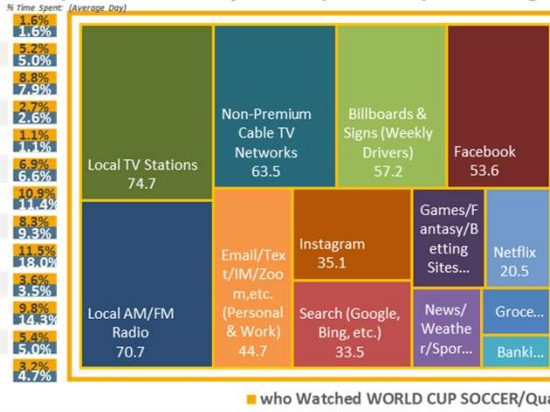 % Time Spent: (Average Day)
1.6%
1.6%
5.2%
5.0%
8.8%
7.9%
2.7%
2.6%
1.1%
1.1%
6.9%
6.6%
10.9%
11.4%
8.3%
9.3%
11.5%
18.0%
3.6%
3.5%
9.8%
14.3%
5.4%
5.0%
3.2%
4.7%
Local TV Stations
74.7
Non-Premium
Cable TV
Networks
63.5
Billboards &
Signs (Weekly
Drivers)
57.2
Facebook
53.6
Local AM/FM
Radio
70.7
Email/Tex
t/IM/Zoo
m,etc.
(Personal
& Work)
44.7
Instagram
35.1
Search (Google,
Bing, etc.)
33.5
Games/F
antasy/B
etting
Sites...
Netflix
20.5
News/
Weathe
r/Spor...
Groce...
Banki...
who Watched WORLD CUP SOCCER/Qua